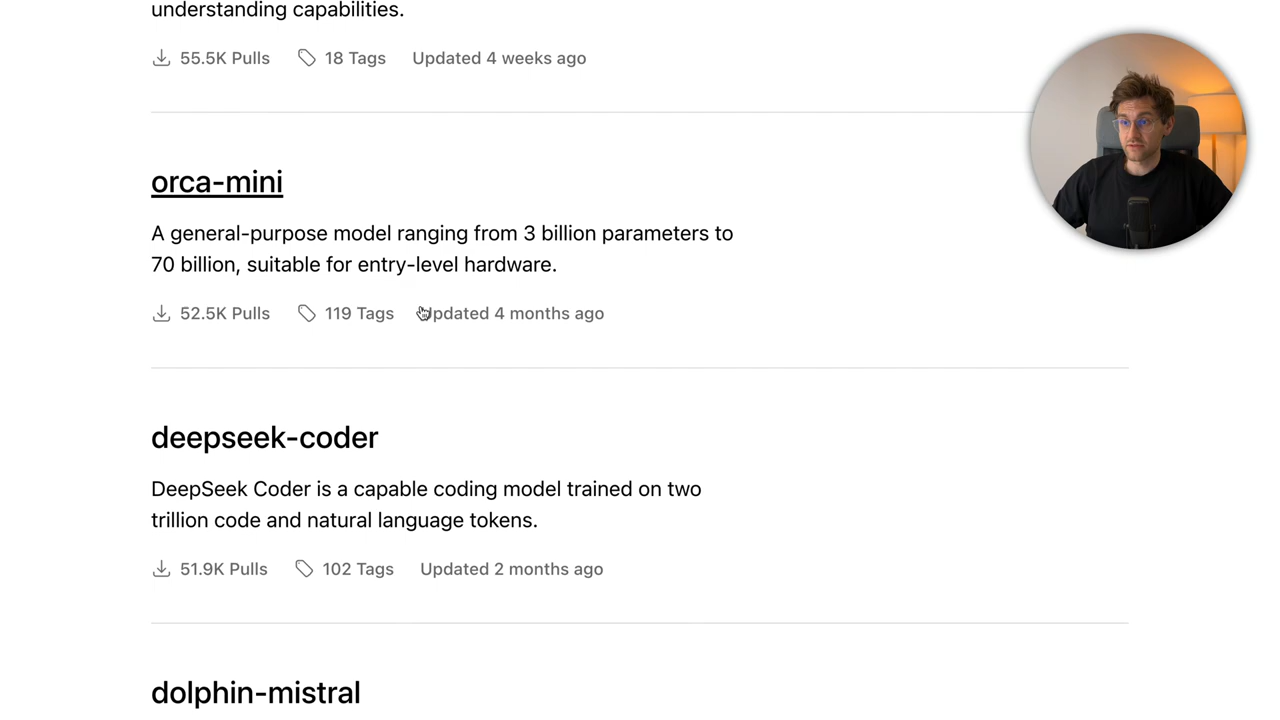 understanding capabilities.
55.5K Pulls 18 Tags Updated 4 weeks ago
orca-mini
A general-purpose model ranging from 3 billion parameters to
70 billion, suitable for entry-level hardware.
52.5K Pulls 119 Tags Updated 4 months ago
deepseek-coder
DeepSeek Coder is a capable coding model trained on two
trillion code and natural language tokens.
51.9K Pulls 102 Tags Updated 2 months ago
dolphin-mistral